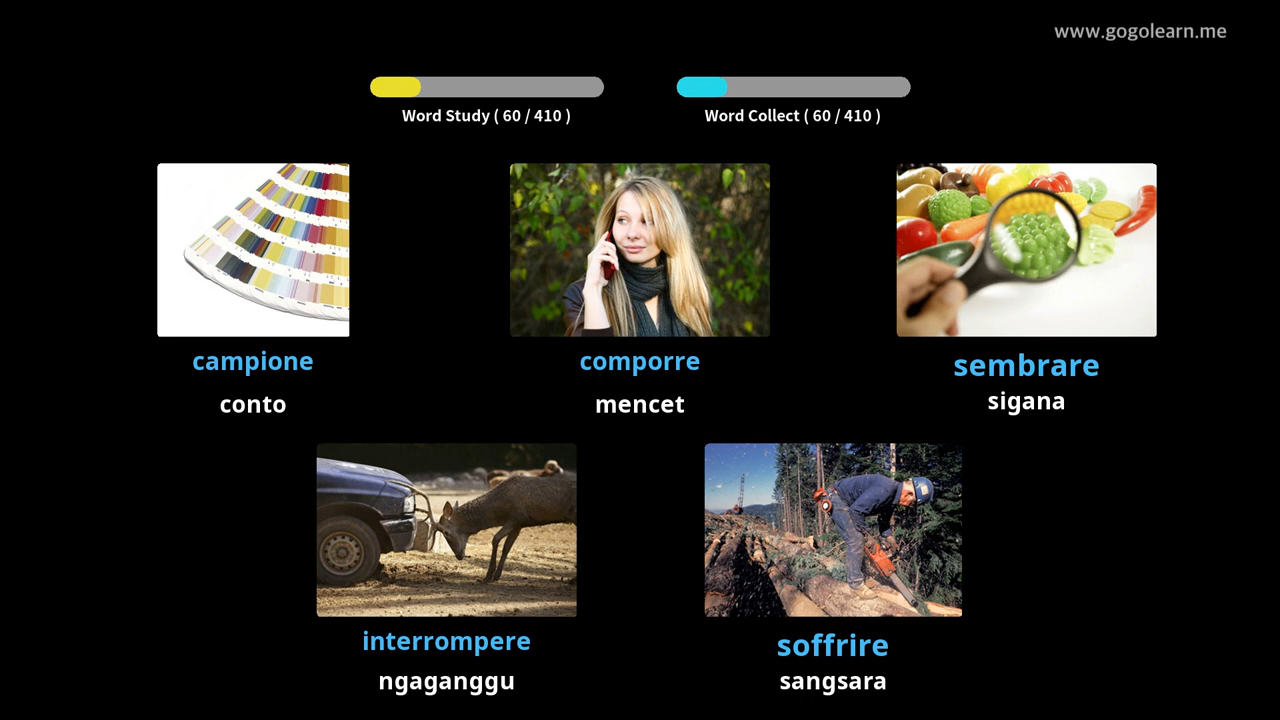 www.gogolearn.me
Word Study ( 60 / 410 )
Word Collect ( 60 / 410 )
campione
conto
comporre
mencet
sembrare
sigana
interrompere
ngaganggu
soffrire
sangsara